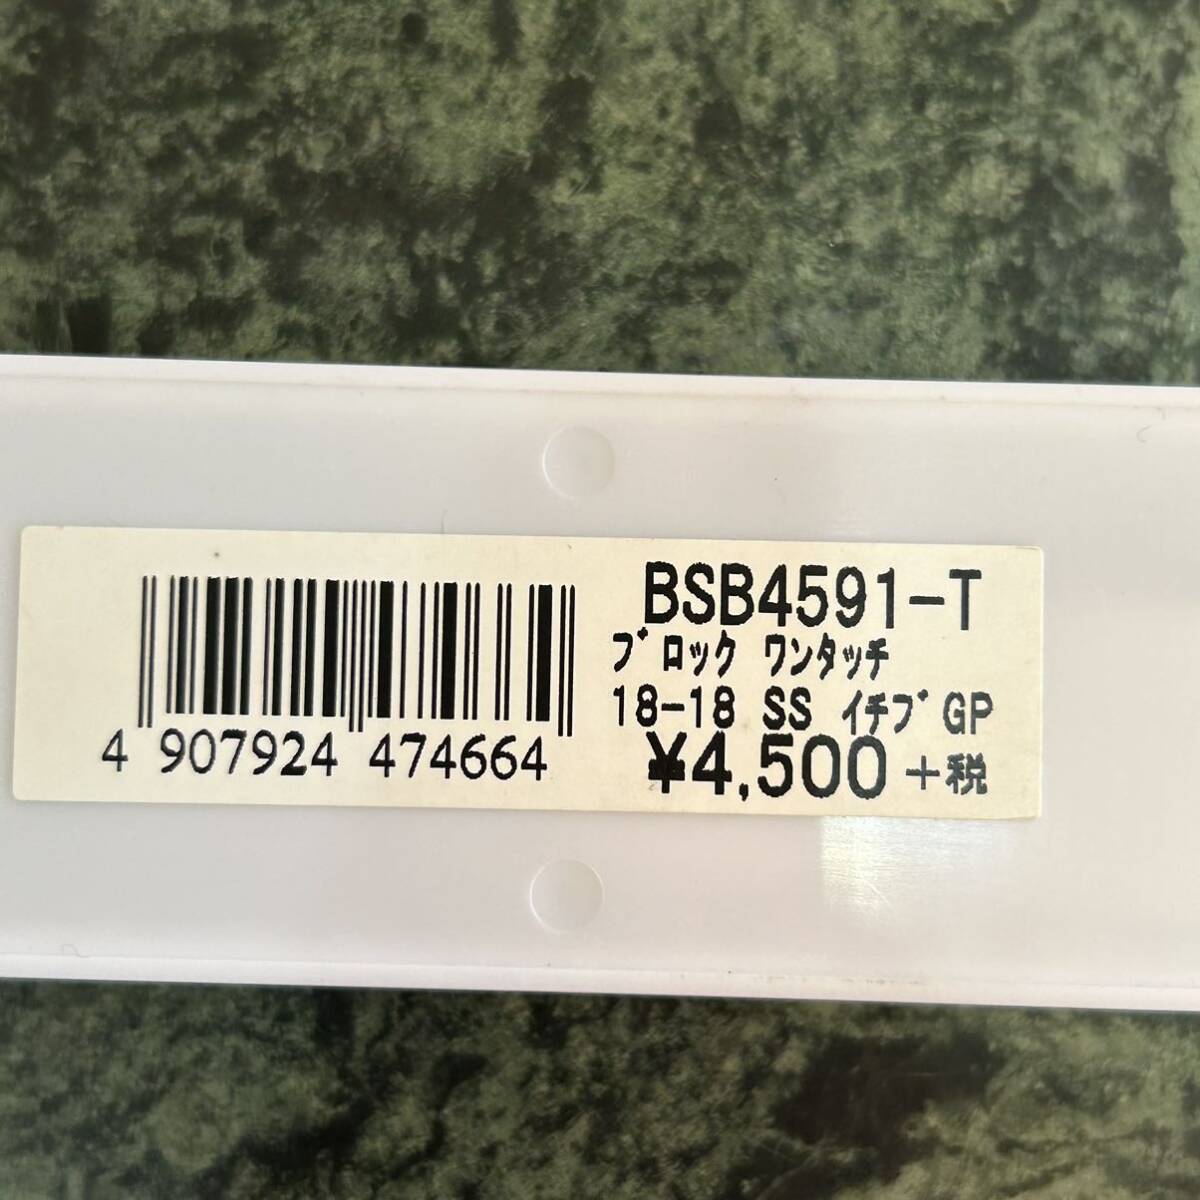 BSB4591-T
ﾌﾞﾛｯｸ ﾜﾝﾀｯﾁ
18-18 SS ｲﾁﾌﾞGP
¥4,500 +税
4 907924 474664